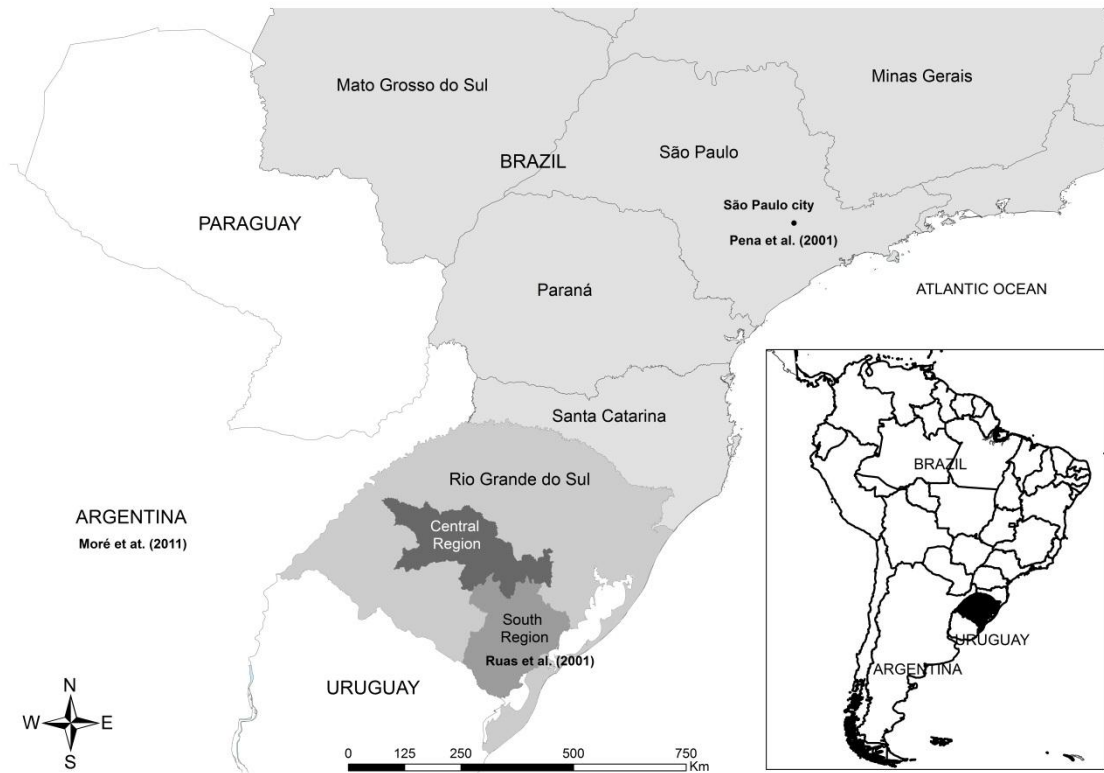 Mato Grosso do Sul
Minas Gerais
BRAZIL
São Paulo
São Paulo city
Pena et al. (2001)
PARAGUAY
Paraná
ATLANTIC OCEAN
Santa Catarina
Rio Grande do Sul
ARGENTINA
Moré et at. (2011)
Central
Region
South
Region
Ruas et al. (2001)
URUGUAY
N
W
E
S
0 125 250 500 750
Km
BRAZIL
URUGUAY
ARGENTINA